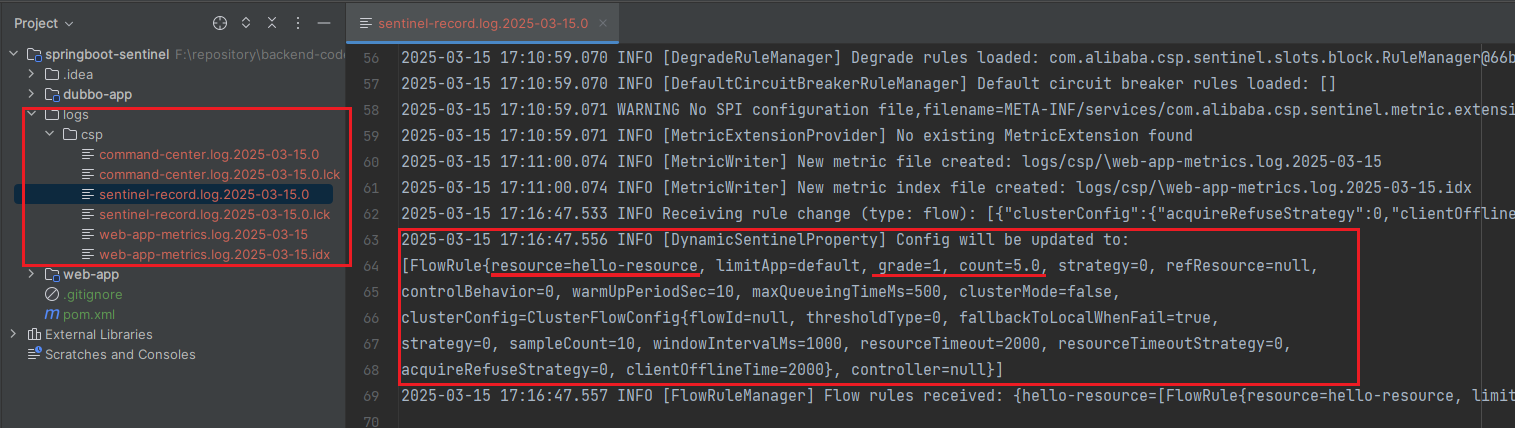 Project
springboot-sentinel F:\repository\backend-code
.idea
dubbo-app
logs
csp
command-center.log.2025-03-15.0
command-center.log.2025-03-15.0.lck
sentinel-record.log.2025-03-15.0
sentinel-record.log.2025-03-15.0.lck
web-app-metrics.log.2025-03-15
web-app-metrics.log.2025-03-15.idx
web-app
.gitignore
pom.xml
External Libraries
Scratches and Consoles
sentinel-record.log.2025-03-15.0
56 2025-03-15 17:10:59.070 INFO [DegradeRuleManager] Degrade rules loaded: com.alibaba.csp.sentinel.slots.block.RuleManager@66b
57 2025-03-15 17:10:59.070 INFO [DefaultCircuitBreakerRuleManager] Default circuit breaker rules loaded: []
58 2025-03-15 17:10:59.071 WARNING No SPI configuration file,filename=META-INF/services/com.alibaba.csp.sentinel.metric.extensi
59 2025-03-15 17:10:59.071 INFO [MetricExtensionProvider] No existing MetricExtension found
60 2025-03-15 17:11:00.074 INFO [MetricWriter] New metric file created: logs/csp/\web-app-metrics.log.2025-03-15
61 2025-03-15 17:11:00.074 INFO [MetricWriter] New metric index file created: logs/csp/\web-app-metrics.log.2025-03-15.idx
62 2025-03-15 17:16:47.533 INFO Receiving rule change (type: flow): [{"clusterConfig":{"acquireRefuseStrategy":0,"clientOffline
63 2025-03-15 17:16:47.556 INFO [DynamicSentinelProperty] Config will be updated to:
64 [FlowRule{resource=hello-resource, limitApp=default, grade=1, count=5.0, strategy=0, refResource=null,
65 controlBehavior=0, warmUpPeriodSec=10, maxQueueingTimeMs=500, clusterMode=false,
66 clusterConfig=ClusterFlowConfig{flowId=null, thresholdType=0, fallbackToLocalWhenFail=true,
67 strategy=0, sampleCount=10, windowIntervalMs=1000, resourceTimeout=2000, resourceTimeoutStrategy=0,
68 acquireRefuseStrategy=0, clientOfflineTime=2000}, controller=null}]
69 2025-03-15 17:16:47.557 INFO [FlowRuleManager] Flow rules received: {hello-resource=[FlowRule{resource=hello-resource, limit
70